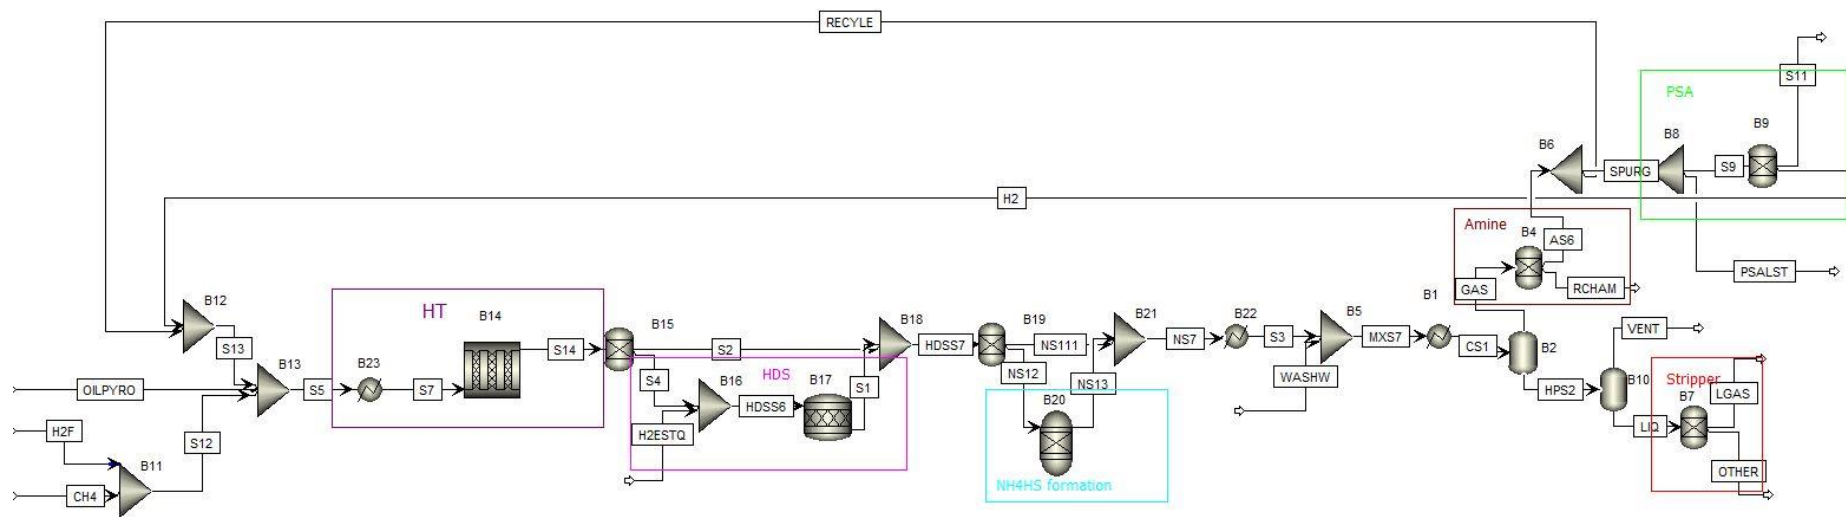 RECYLE
S11
PSA
B8
B9
B6
SPURG
S9
H2
Amine
B4
AS6
PSALST
GAS
RCHAM
B12
HT
B14
B15
B18
B19
B21
B22
B5
B1
S13
B13
B23
S14
S2
HDSS7
NS111
NS7
S3
MXS7
CS1
B2
VENT
OILPYRO
S5
S7
S4
B16
HDS
B17
S1
NS12
NS13
WASHW
HPS2
B10
Stripper
B7
LGAS
H2F
S12
HDSS6
H2ESTQ
B20
LIQ
B11
CH4
NH4HS formation
OTHER